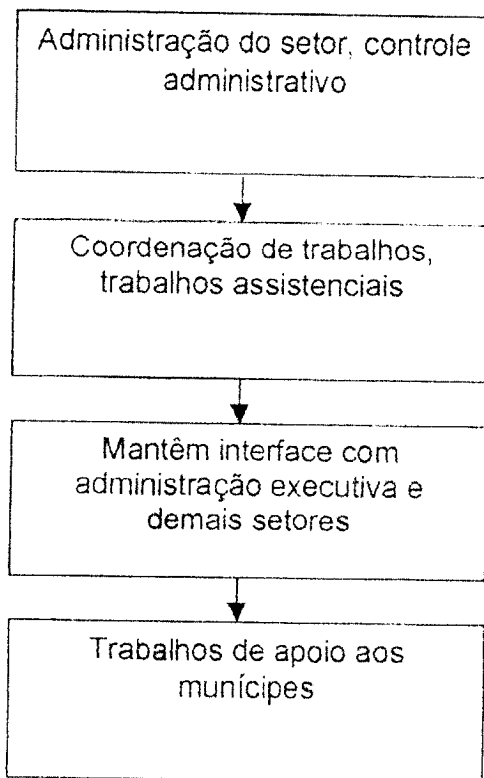 Administração do setor, controle
administrativo
Coordenação de trabalhos,
trabalhos assistenciais
Mantêm interface com
administração executiva e
demais setores
Trabalhos de apoio aos
munícipes